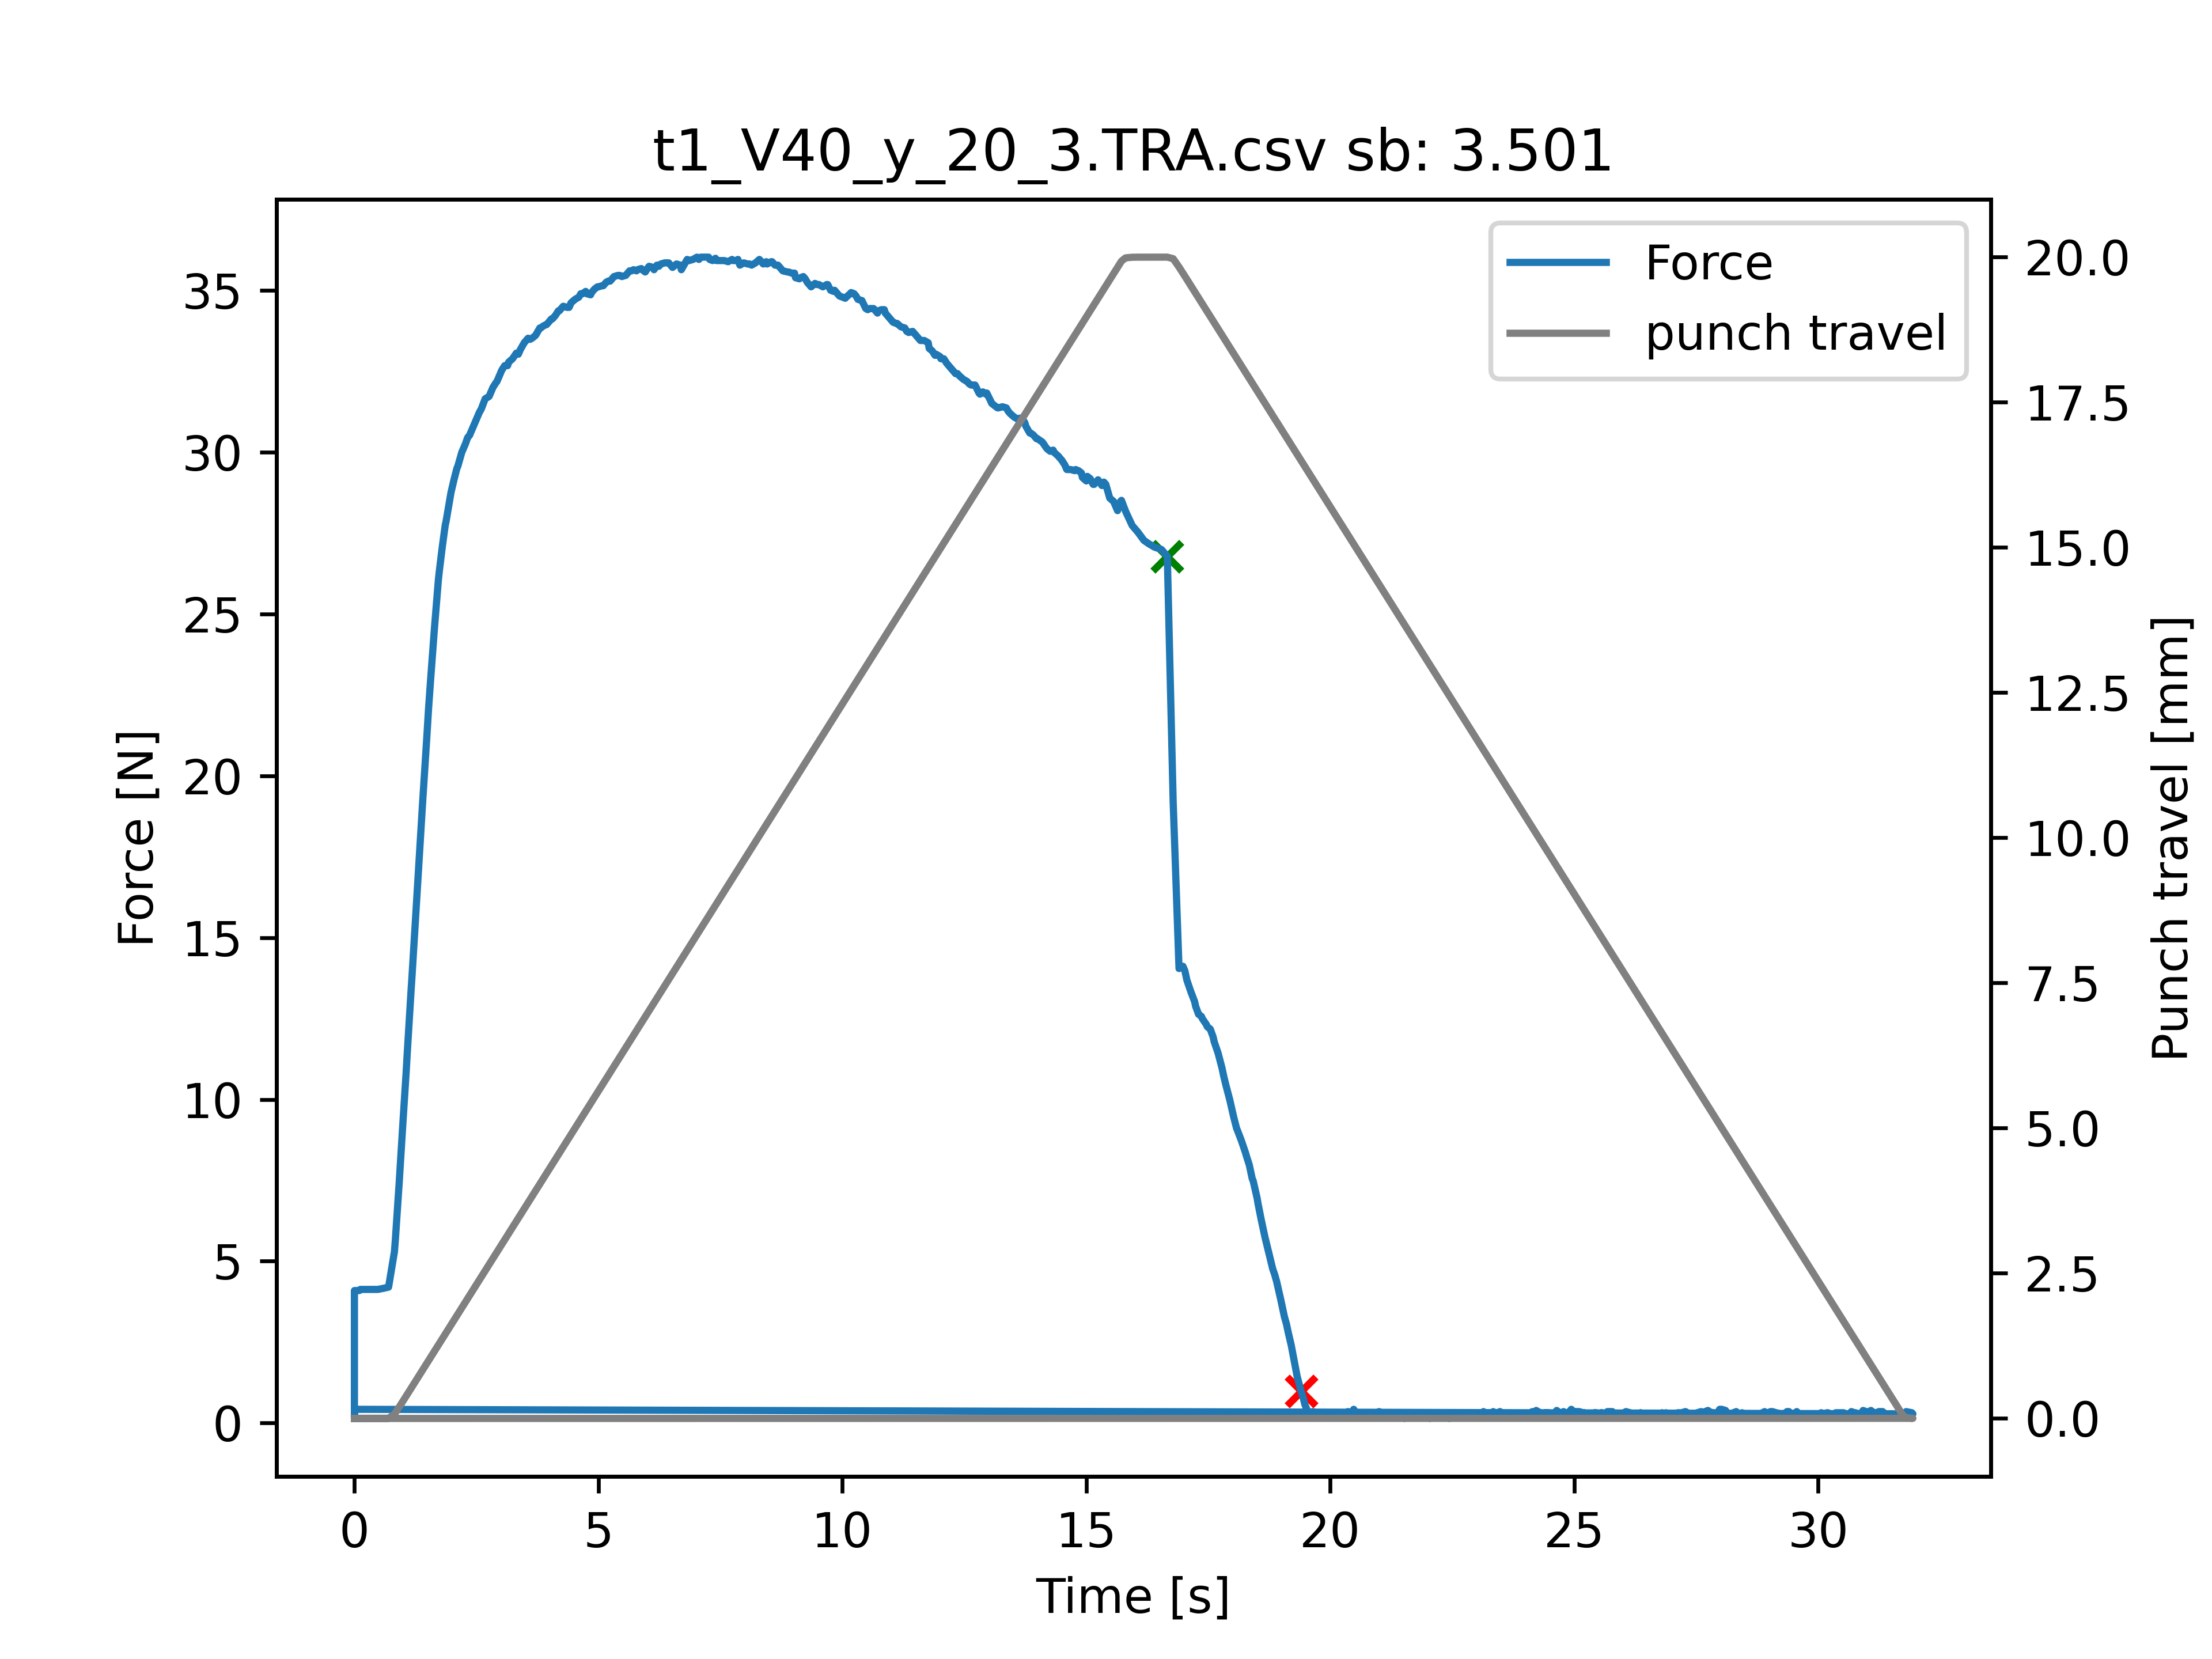 t1_V40_y_20_3.TRA.csv sb: 3.501
Force
punch travel
35
30
25
20
15
10
5
0
Force [N]
20.0
17.5
15.0
12.5
10.0
7.5
5.0
2.5
0.0
Punch travel [mm]
0 5 10 15 20 25 30
Time [s]